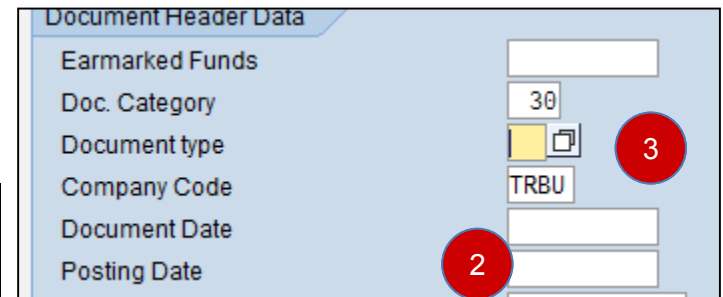 Document Header Data
Earmarked Funds
Doc. Category 30
Document type 3
Company Code TRBU
Document Date
Posting Date 2